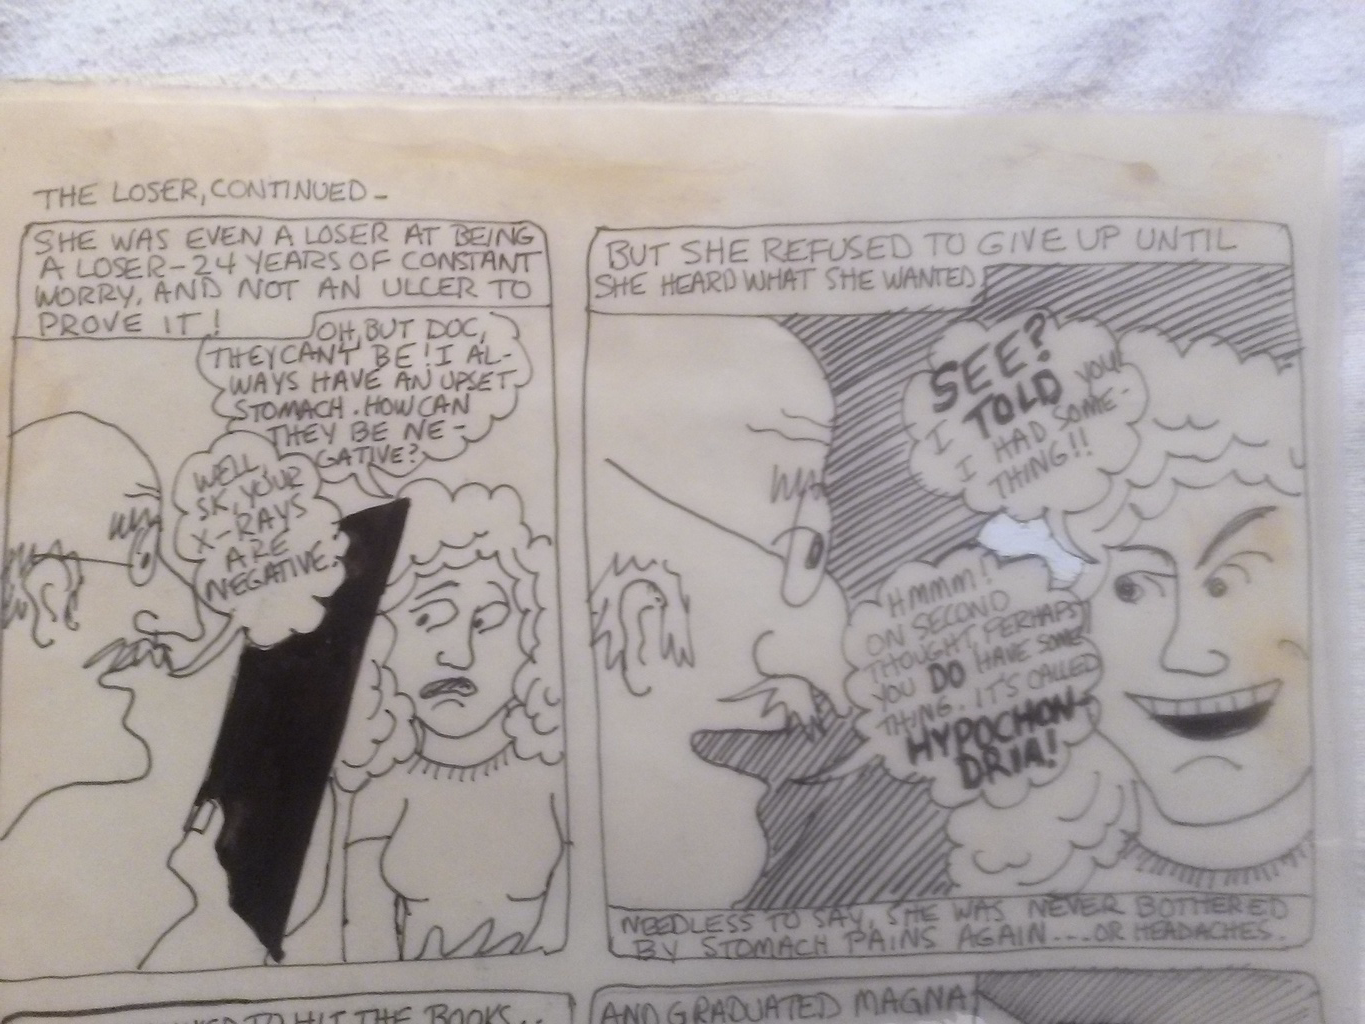 THE LOSER, CONTINUED -
SHE WAS EVEN A LOSER AT BEING
A LOSER - 24 YEARS OF CONSTANT
WORRY, AND NOT AN ULCER TO
PROVE IT!
OH, BUT DOC,
THEY CAN'T BE! I AL-
WAYS HAVE AN UPSET
STOMACH. HOW CAN
THEY BE NE-
GATIVE?
WELL
SK, YOUR
X-RAYS
ARE
NEGATIVE.
BUT SHE REFUSED TO GIVE UP UNTIL
SHE HEARD WHAT SHE WANTED
SEE?
I TOLD YOU
I HAD SOME-
THING!!
HMMM!
ON SECOND
THOUGHT, PERHAPS
YOU DO HAVE SOME
THING. IT'S CALLED
HYPOCHON-
DRIA!
NEEDLESS TO SAY, SHE WAS NEVER BOTHERED
BY STOMACH PAINS AGAIN....OR HEADACHES.
TO HIT THE BOOKS..
AND GRADUATED MAGNA